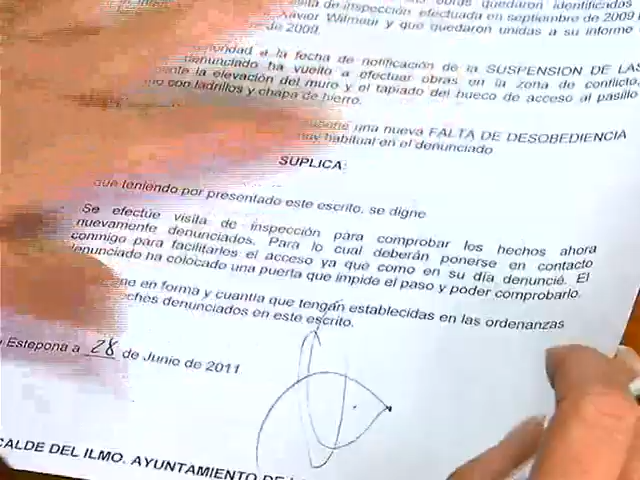 obras quedaron identificadas
de inspección efectuada en septiembre de 2009
Xavier Wilmour y que quedaron unidas a su informe
de 2009.
a la fecha de notificación de la SUSPENSION DE LAS
denunciado ha vuelto a efectuar obras en la zona de conflicto,
la elevación del muro y el tapiado del hueco de acceso al pasillo
con ladrillos y chapa de hierro.
una nueva FALTA DE DESOBEDIENCIA
muy habitual en el denunciado
SUPLICA:
que teniendo por presentado este escrito, se digne
Se efectúe visita de inspección para comprobar los hechos ahora
nuevamente denunciados. Para lo cual deberán ponerse en contacto
conmigo para facilitarles el acceso ya que como en su día denuncié. El
denunciado ha colocado una puerta que impide el paso y poder comprobarlo.
en forma y cuantía que tengan establecidas en las ordenanzas
denunciados en este escrito.
Estepona a 28 de Junio de 2011
DEL ILMO. AYUNTAMIENTO DE